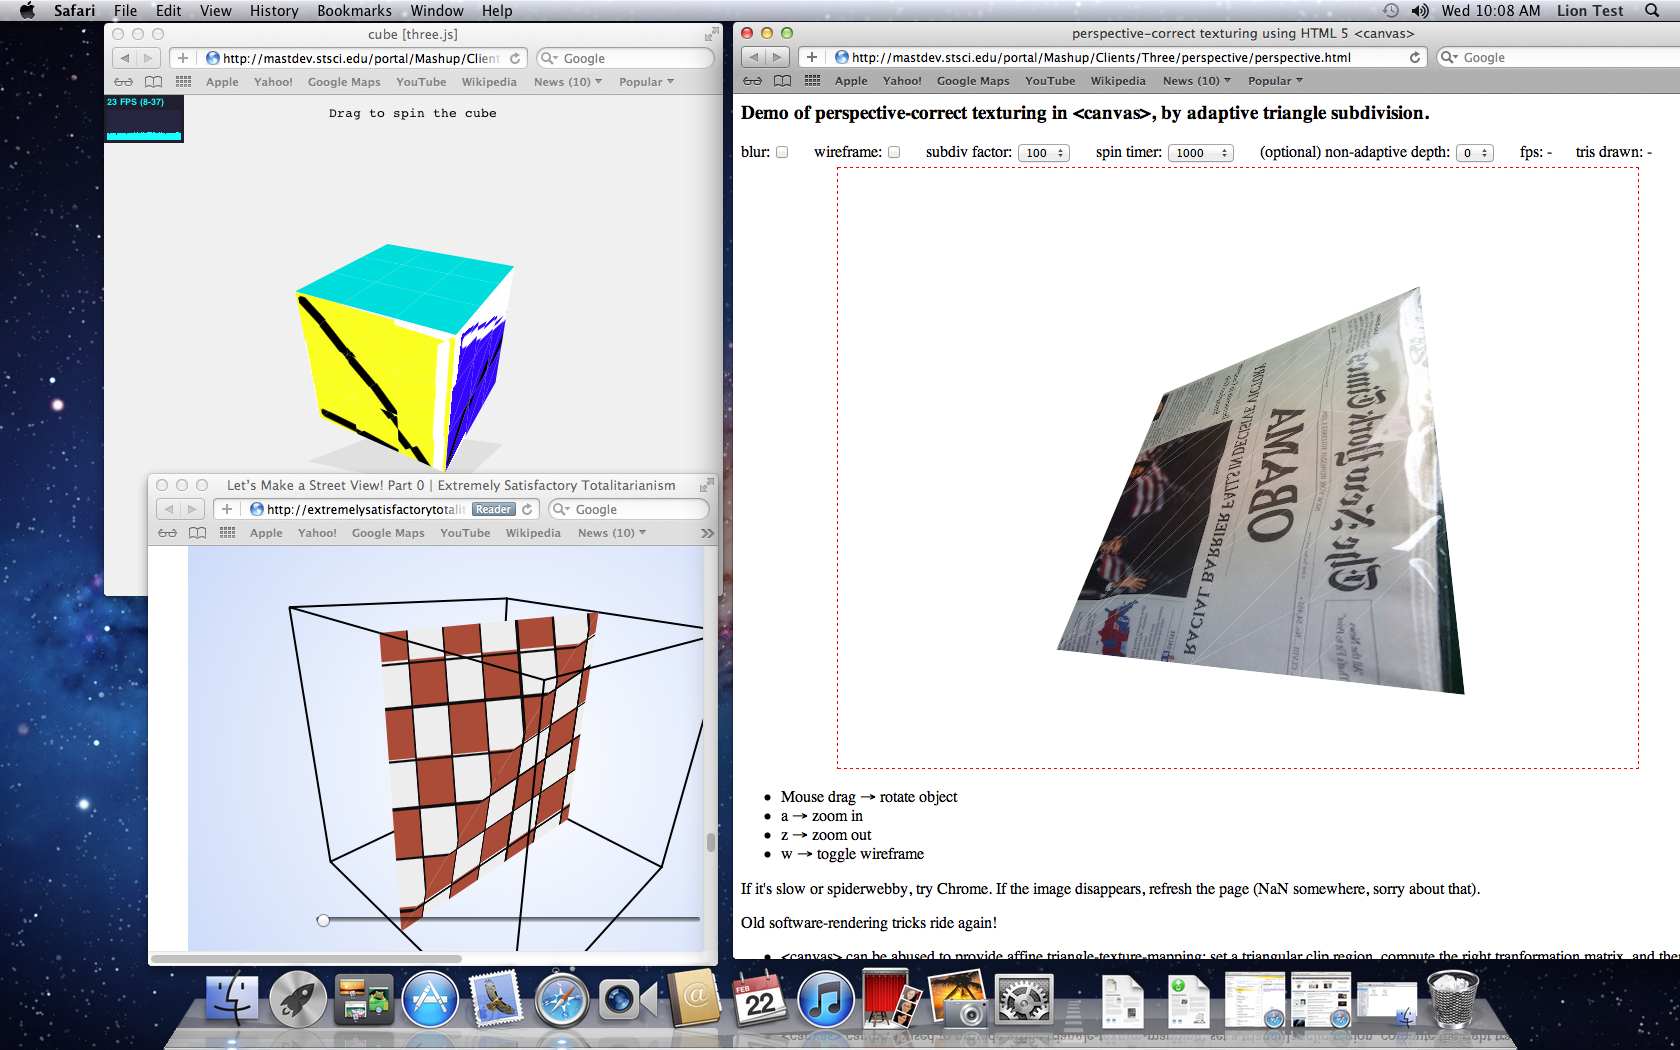 Safari File Edit View History Bookmarks Window Help
Wed 10:08 AM Lion Test
cube [three.js]
http://mastdev.stsci.edu/portal/Mashup/Client
Google
Apple Yahoo! Google Maps YouTube Wikipedia News (10) Popular
23 FPS (8-37)
Drag to spin the cube
Let's Make a Street View! Part 0 | Extremely Satisfactory Totalitarianism
http://extremelysatisfactorytotalit Reader
Google
Apple Yahoo! Google Maps YouTube Wikipedia News (10)
perspective-correct texturing using HTML 5 <canvas>
http://mastdev.stsci.edu/portal/Mashup/Clients/Three/perspective/perspective.html
Google
Apple Yahoo! Google Maps YouTube Wikipedia News (10) Popular
Demo of perspective-correct texturing in <canvas>, by adaptive triangle subdivision.
blur: wireframe: subdiv factor: 100 spin timer: 1000 (optional) non-adaptive depth: 0 fps: - tris drawn: -
The New York Times
OBAMA
RACIAL BARRIER FALLS IN DECISIVE VICTORY
• Mouse drag → rotate object
• a → zoom in
• z → zoom out
• w → toggle wireframe
If it's slow or spiderwebby, try Chrome. If the image disappears, refresh the page (NaN somewhere, sorry about that).
Old software-rendering tricks ride again!
• <canvas> can be abused to provide affine triangle-texture-mapping: set a triangular clip region, compute the right tranformation matrix, and then
FEB
22